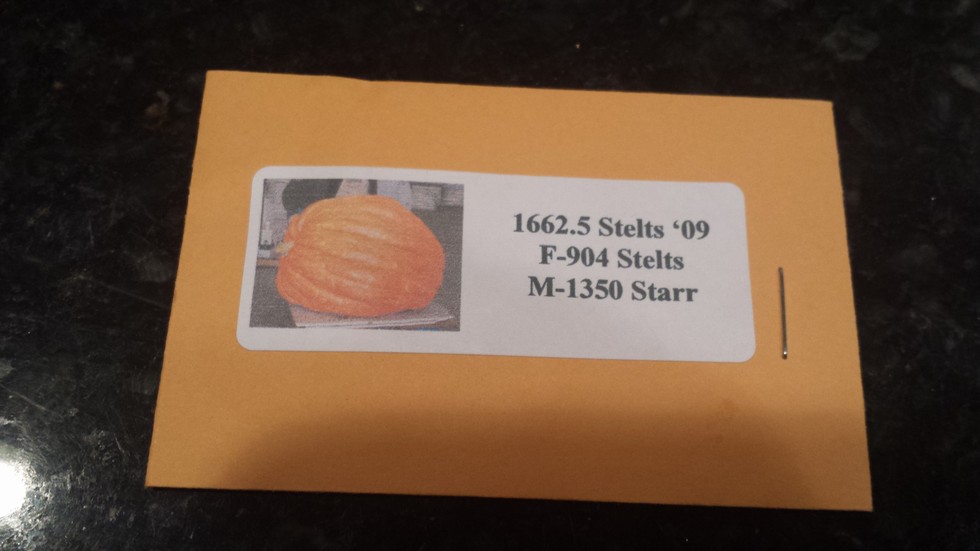 1662.5 Stelts ‘09
F-904 Stelts
M-1350 Starr